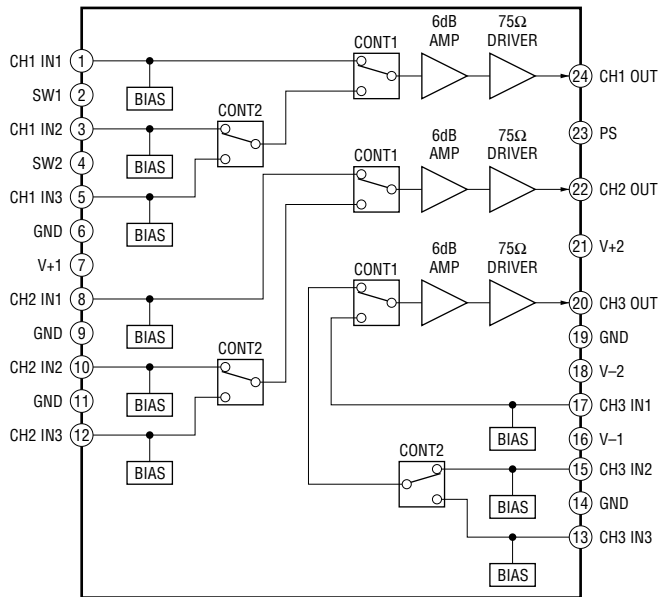 6dB
AMP
75Ω
DRIVER
CONT1
CH1 IN1 1
BIAS
24 CH1 OUT
SW1 2
CONT2
CH1 IN2 3
BIAS
23 PS
6dB
AMP
75Ω
DRIVER
CONT1
SW2 4
CH1 IN3 5
BIAS
22 CH2 OUT
GND 6
V+1 7
21 V+2
6dB
AMP
75Ω
DRIVER
CONT1
CH2 IN1 8
BIAS
20 CH3 OUT
GND 9
19 GND
CONT2
CH2 IN2 10
BIAS
18 V–2
GND 11
17 CH3 IN1
BIAS
CH2 IN3 12
BIAS
16 V–1
CONT2
15 CH3 IN2
BIAS
14 GND
13 CH3 IN3
BIAS